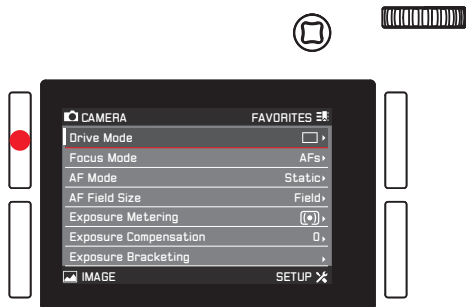 CAMERA FAVORITES
Drive Mode
Focus Mode AFs
AF Mode Static
AF Field Size Field
Exposure Metering
Exposure Compensation 0
Exposure Bracketing
IMAGE SETUP